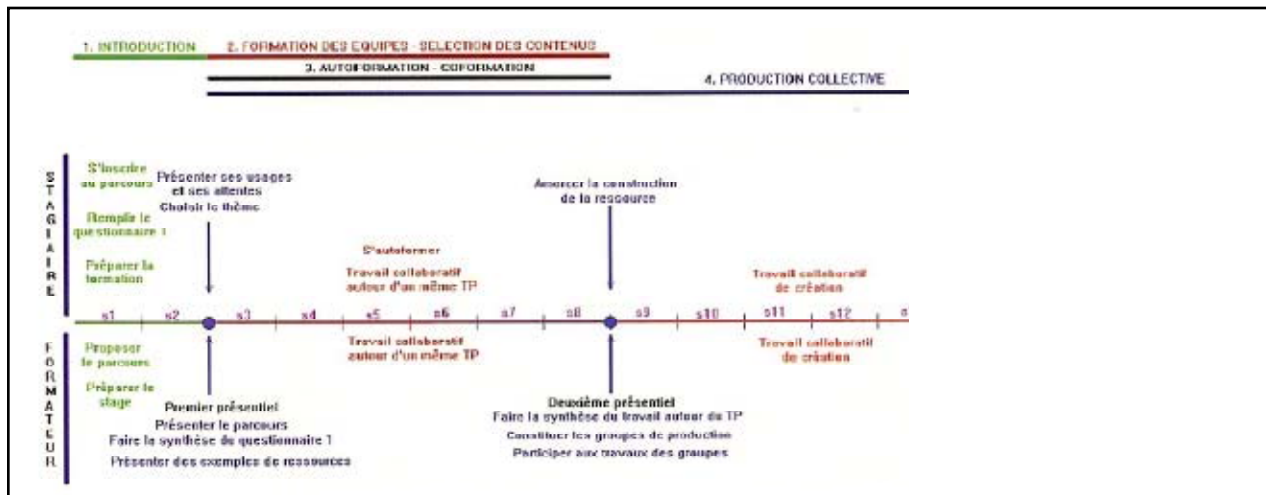 1. INTRODUCTION
2. FORMATION DES EQUIPES - SELECTION DES CONTENUS
3. AUTOFORMATION - COFORMATION
4. PRODUCTION COLLECTIVE
STAGIAIRE
S'inscrire
au parcours
Remplir le
questionnaire 1
Préparer la
formation
Présenter ses usages
et ses attentes
Choisir le thème
S'autoformer
Travail collaboratif
autour d'un même TP
Amorcer la construction
de la ressource
Travail collaboratif
de création
s1 s2 s3 s4 s5 s6 s7 s8 s9 s10 s11 s12
FORMATEUR
Proposer
le parcours
Préparer le
stage
Premier présentiel
Présenter le parcours
Faire la synthèse du questionnaire 1
Présenter des exemples de ressources
Travail collaboratif
autour d'un même TP
Deuxième présentiel
Faire la synthèse du travail autour du TP
Constituer les groupes de production
Participer aux travaux des groupes
Travail collaboratif
de création